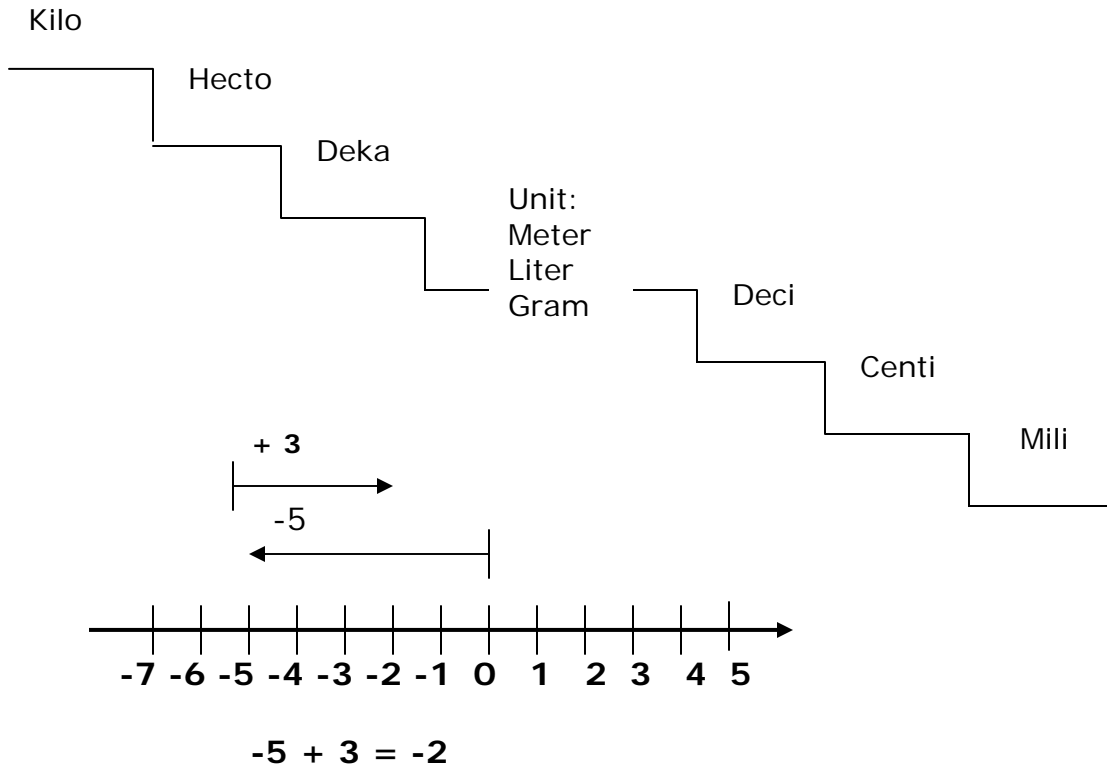 Kilo
Hecto
Deka
Unit:
Meter
Liter
Gram
Deci
Centi
Mili
+ 3
-5
-7 -6 -5 -4 -3 -2 -1 0 1 2 3 4 5
-5 + 3 = -2